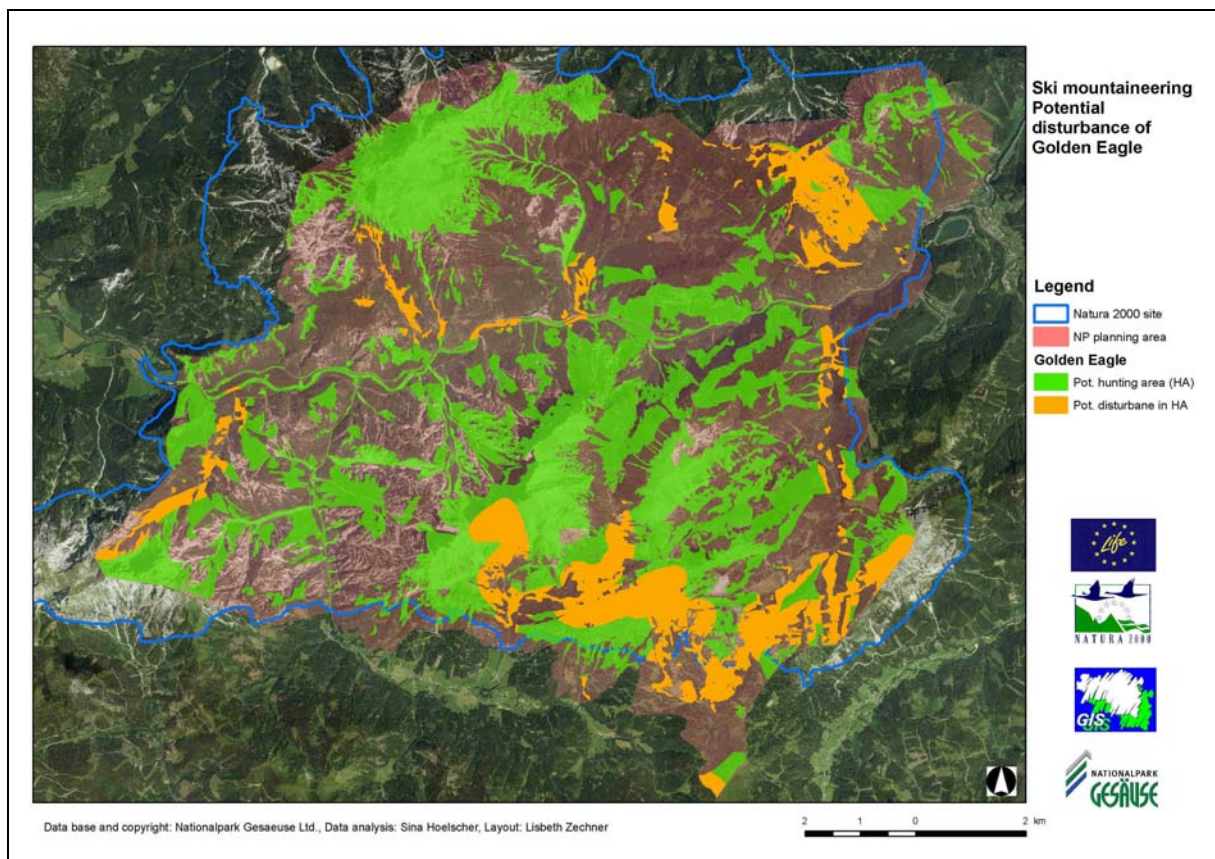 Ski mountaineering
Potential
disturbance of
Golden Eagle
Legend
Natura 2000 site
NP planning area
Golden Eagle
Pot. hunting area (HA)
Pot. disturbane in HA
Life
NATURA 2000
GIS
GIS
NATIONALPARK
GESÄUSE
Data base and copyright: Nationalpark Gesaeuse Ltd., Data analysis: Sina Hoelscher, Layout: Lisbeth Zechner
2 1 0 2 km